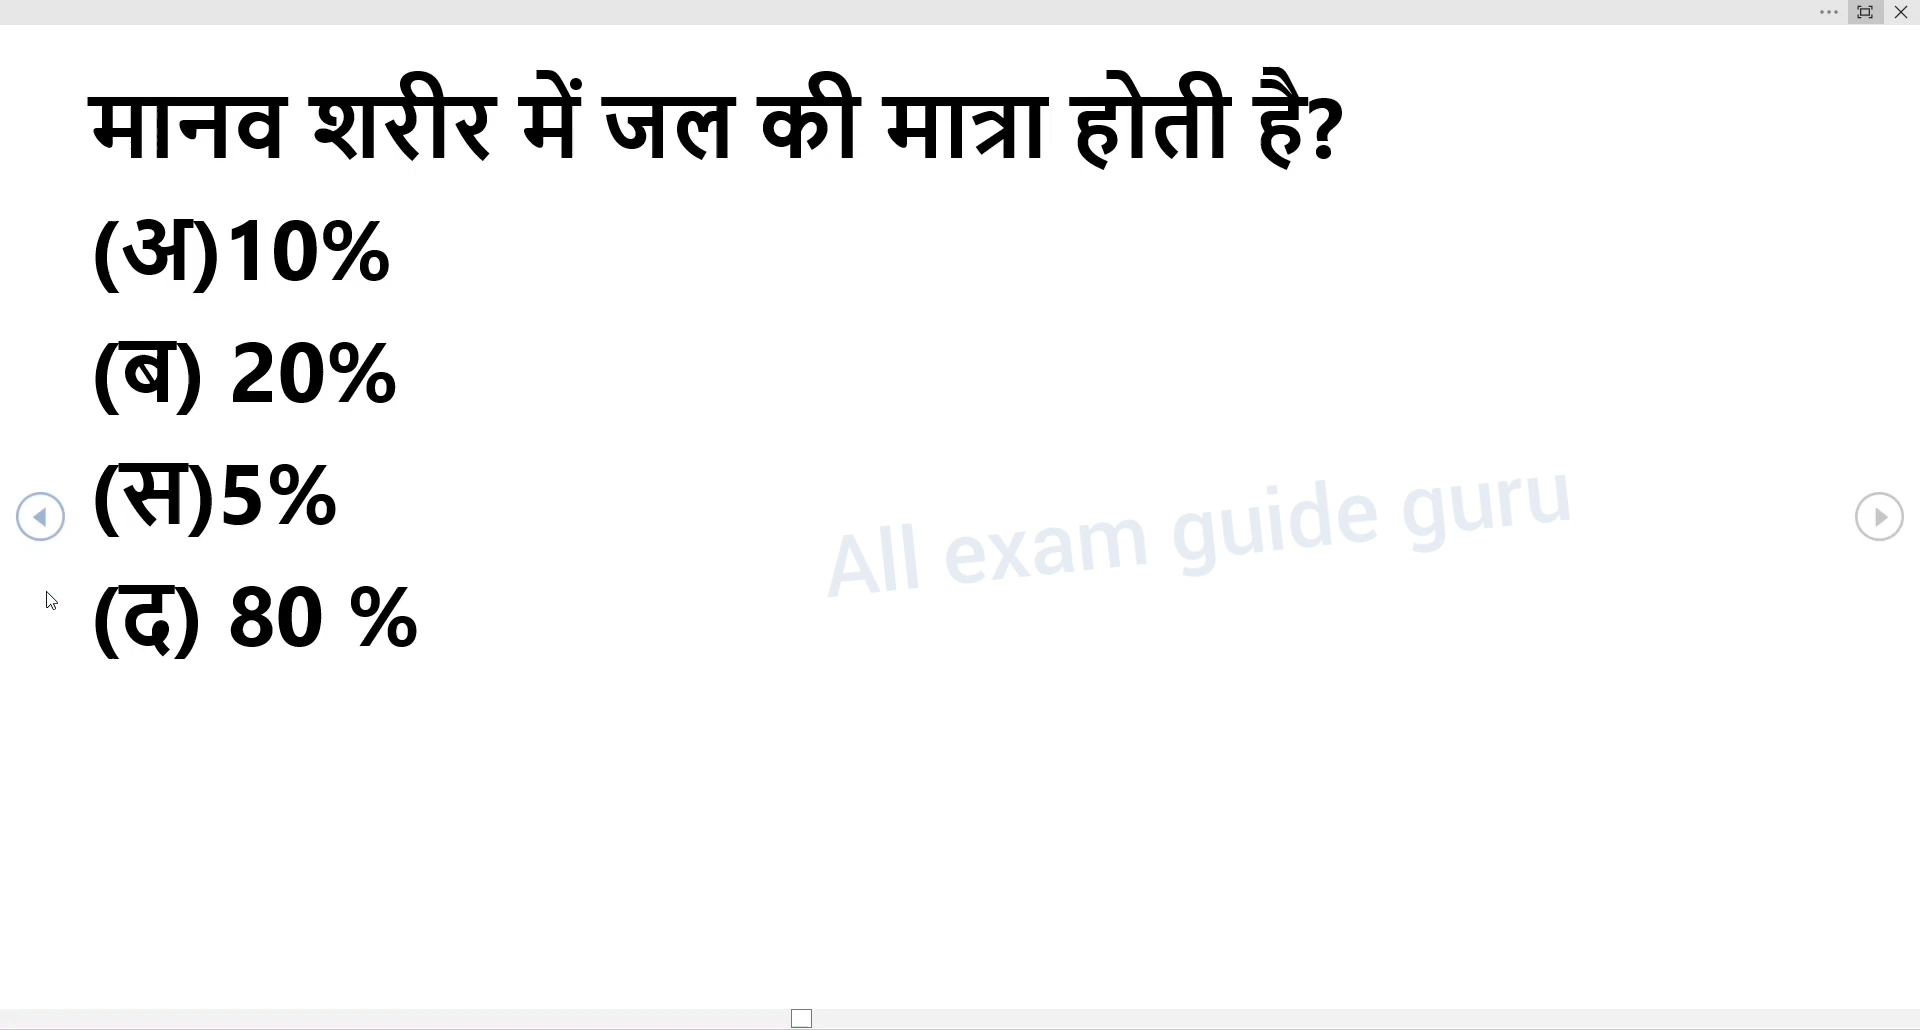 मानव शरीर में जल की मात्रा होती है?
(अ)10%
(ब) 20%
(स)5%
(द) 80 %
All exam guide guru